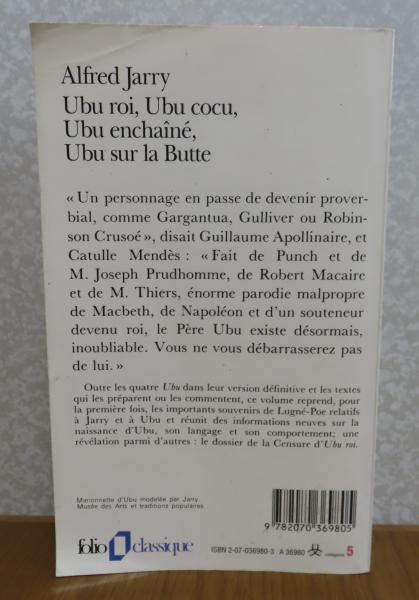 Alfred Jarry
Ubu roi, Ubu cocu,
Ubu enchaîné,
Ubu sur la Butte
« Un personnage en passe de devenir prover-
bial, comme Gargantua, Gulliver ou Robin-
son Crusoé », disait Guillaume Apollinaire, et
Catulle Mendès : « Fait de Punch et de
M. Joseph Prudhomme, de Robert Macaire
et de M. Thiers, énorme parodie malpropre
de Macbeth, de Napoléon et d'un souteneur
devenu roi, le Père Ubu existe désormais,
inoubliable. Vous ne vous débarrasserez pas
de lui. »
Outre les quatre Ubu dans leur version définitive et les textes
qui les préparent ou les commentent, ce volume reprend, pour
la première fois, les importants souvenirs de Lugné-Poe relatifs
à Jarry et à Ubu et réunit des informations neuves sur la
naissance d'Ubu, son langage et son comportement; une
révélation parmi d'autres : le dossier de la Censure d'Ubu roi.
Marionnette d'Ubu modelée par Jarry.
Musée des Arts et traditions populaires.
9 782070 369805
folio classique
ISBN 2-07-036980-3 A 36980 catégorie 5